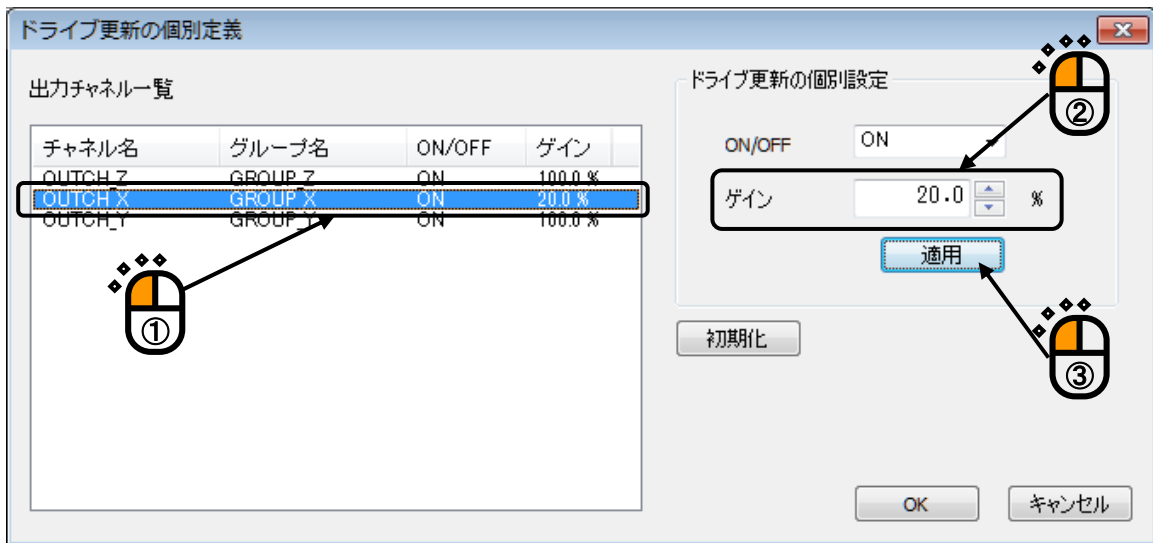 ドライブ更新の個別定義
出力チャネル一覧
チャネル名 グループ名 ON/OFF ゲイン
OUTCH_Z GROUP_Z ON 100.0 %
OUTCH_X GROUP_X ON 20.0 %
OUTCH_Y GROUP_Y ON 100.0 %
①
ドライブ更新の個別設定
②
ON/OFF ON
ゲイン 20.0 %
適用
③
初期化
OK キャンセル